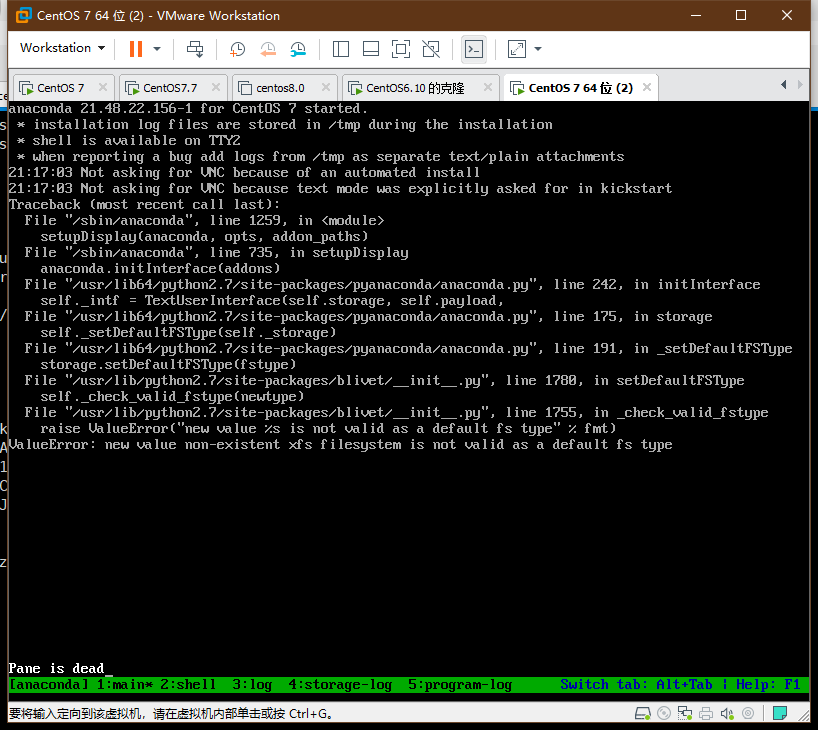 CentOS 7 64 位 (2) - VMware Workstation
Workstation
CentOS 7
CentOS7.7
centos8.0
CentOS6.10 的克隆
CentOS 7 64 位 (2)
anaconda 21.48.22.156-1 for CentOS 7 started.
* installation log files are stored in /tmp during the installation
* shell is available on TTY2
* when reporting a bug add logs from /tmp as separate text/plain attachments
21:17:03 Not asking for VNC because of an automated install
21:17:03 Not asking for VNC because text mode was explicitly asked for in kickstart
Traceback (most recent call last):
File "/sbin/anaconda", line 1259, in <module>
setupDisplay(anaconda, opts, addon_paths)
File "/sbin/anaconda", line 735, in setupDisplay
anaconda.initInterface(addons)
File "/usr/lib64/python2.7/site-packages/pyanaconda/anaconda.py", line 242, in initInterface
self._intf = TextUserInterface(self.storage, self.payload,
File "/usr/lib64/python2.7/site-packages/pyanaconda/anaconda.py", line 175, in storage
self._setDefaultFSType(self._storage)
File "/usr/lib64/python2.7/site-packages/pyanaconda/anaconda.py", line 191, in _setDefaultFSType
storage.setDefaultFSType(fstype)
File "/usr/lib/python2.7/site-packages/blivet/__init__.py", line 1780, in setDefaultFSType
self._check_valid_fstype(newtype)
File "/usr/lib/python2.7/site-packages/blivet/__init__.py", line 1755, in _check_valid_fstype
raise ValueError("new value %s is not valid as a default fs type" % fmt)
ValueError: new value non-existent xfs filesystem is not valid as a default fs type
Pane is dead
[anaconda] 1:main* 2:shell 3:log 4:storage-log 5:program-log Switch tab: Alt+Tab | Help: F1
要将输入定向到该虚拟机，请在虚拟机内部单击或按 Ctrl+G。